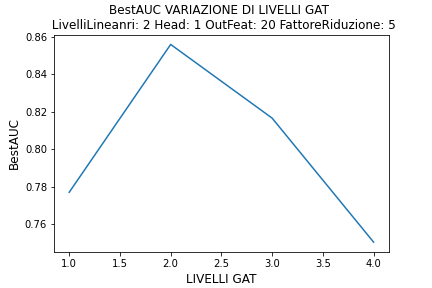 BestAUC VARIAZIONE DI LIVELLI GAT
LivelliLineanri: 2 Head: 1 OutFeat: 20 FattoreRiduzione: 5
0.86
0.84
0.82
0.80
0.78
0.76
BestAUC
1.0 1.5 2.0 2.5 3.0 3.5 4.0
LIVELLI GAT